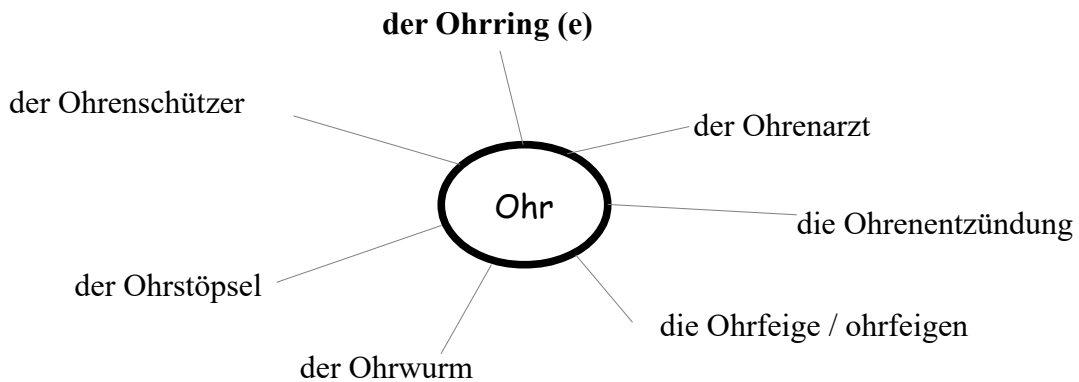 der Ohrring (e)
der Ohrenschützer
der Ohrenarzt
Ohr
die Ohrenentzündung
der Ohrstöpsel
die Ohrfeige / ohrfeigen
der Ohrwurm